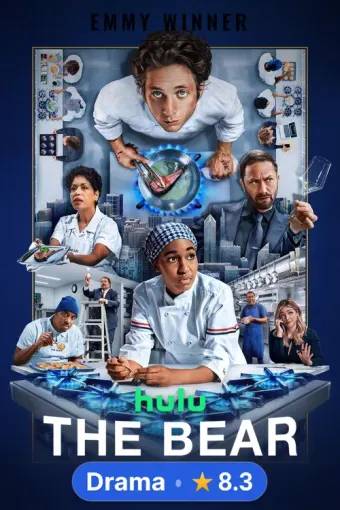 EMMY WINNER
hulu
THE BEAR
Drama • ★ 8.3